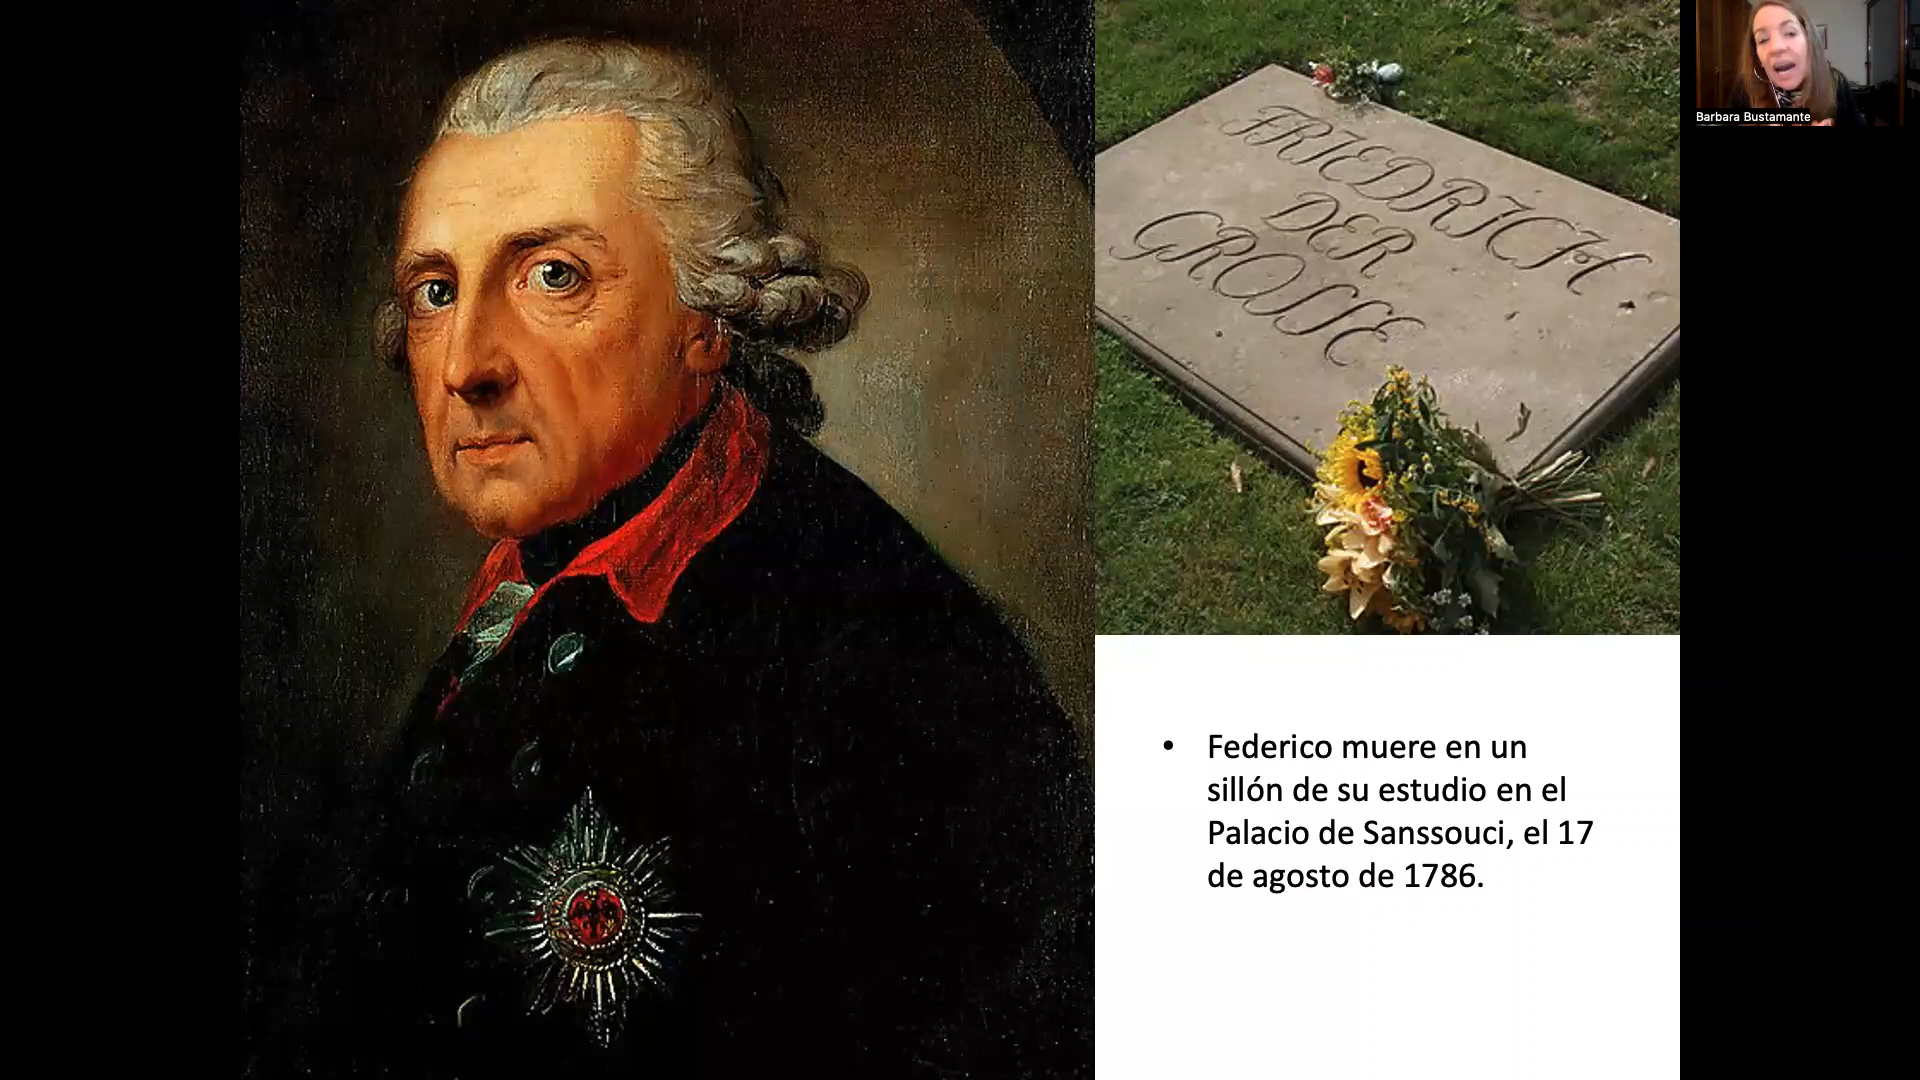 FRIEDRICH
DER
GROSSE
Barbara Bustamante
• Federico muere en un
sillón de su estudio en el
Palacio de Sanssouci, el 17
de agosto de 1786.